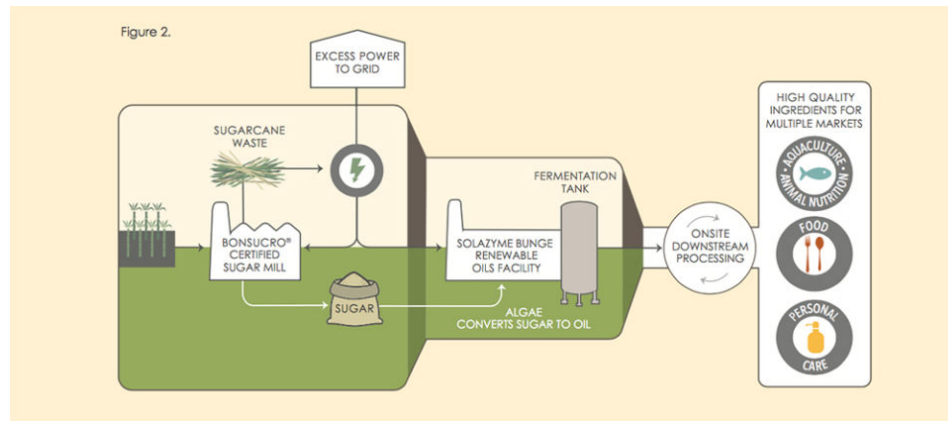 Figure 2.
EXCESS POWER
TO GRID
SUGARCANE
WASTE
BONSUCRO®
CERTIFIED
SUGAR MILL
SUGAR
FERMENTATION
TANK
SOLAZYME BUNGE
RENEWABLE
OILS FACILITY
ALGAE
CONVERTS SUGAR TO OIL
ONSITE
DOWNSTREAM
PROCESSING
HIGH QUALITY
INGREDIENTS FOR
MULTIPLE MARKETS
• AQUACULTURE •
ANIMAL NUTRITION
FOOD
PERSONAL
CARE